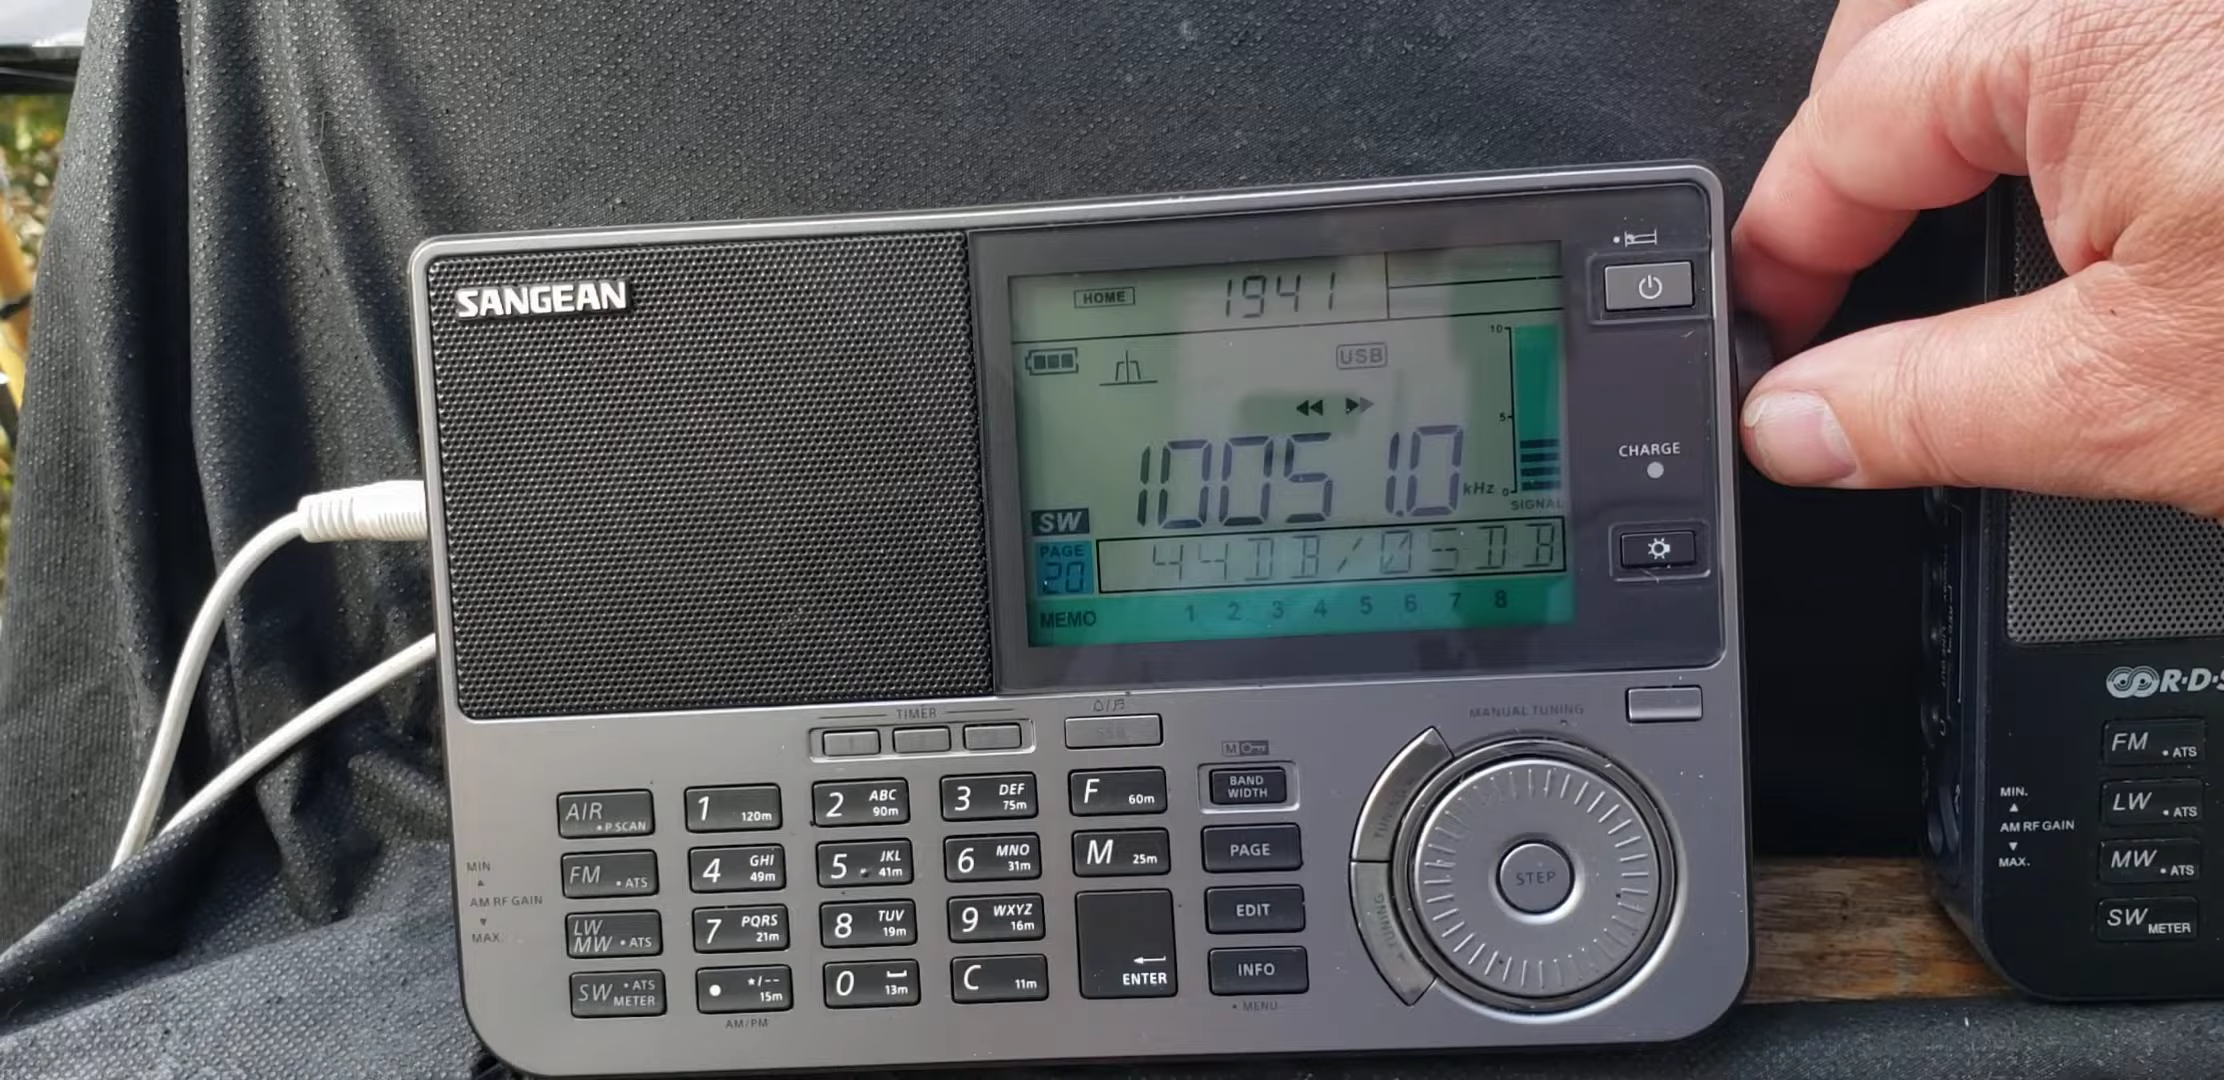 SANGEAN
HOME 1941
USB
10
5
0
10051.0 kHz
SIGNAL
SW
PAGE
20
44DB/05DB
MEMO 1 2 3 4 5 6 7 8
CHARGE
TIMER
MANUAL TUNING
M
SSB
AIR • P.SCAN
1 120m
2 ABC 90m
3 DEF 75m
F 60m
BAND WIDTH
TUNING
FM • ATS
4 GHI 49m
5 JKL 41m
6 MNO 31m
M 25m
PAGE
STEP
MIN.
AM RF GAIN
MAX.
LW MW • ATS
7 PQRS 21m
8 TUV 19m
9 WXYZ 16m
EDIT
TUNING
SW • ATS METER
• */-- 15m
0 13m
C 11m
ENTER
INFO
AM/PM
• MENU
R·D·S
FM • ATS
LW • ATS
MIN.
AM RF GAIN
MAX.
MW • ATS
SW METER